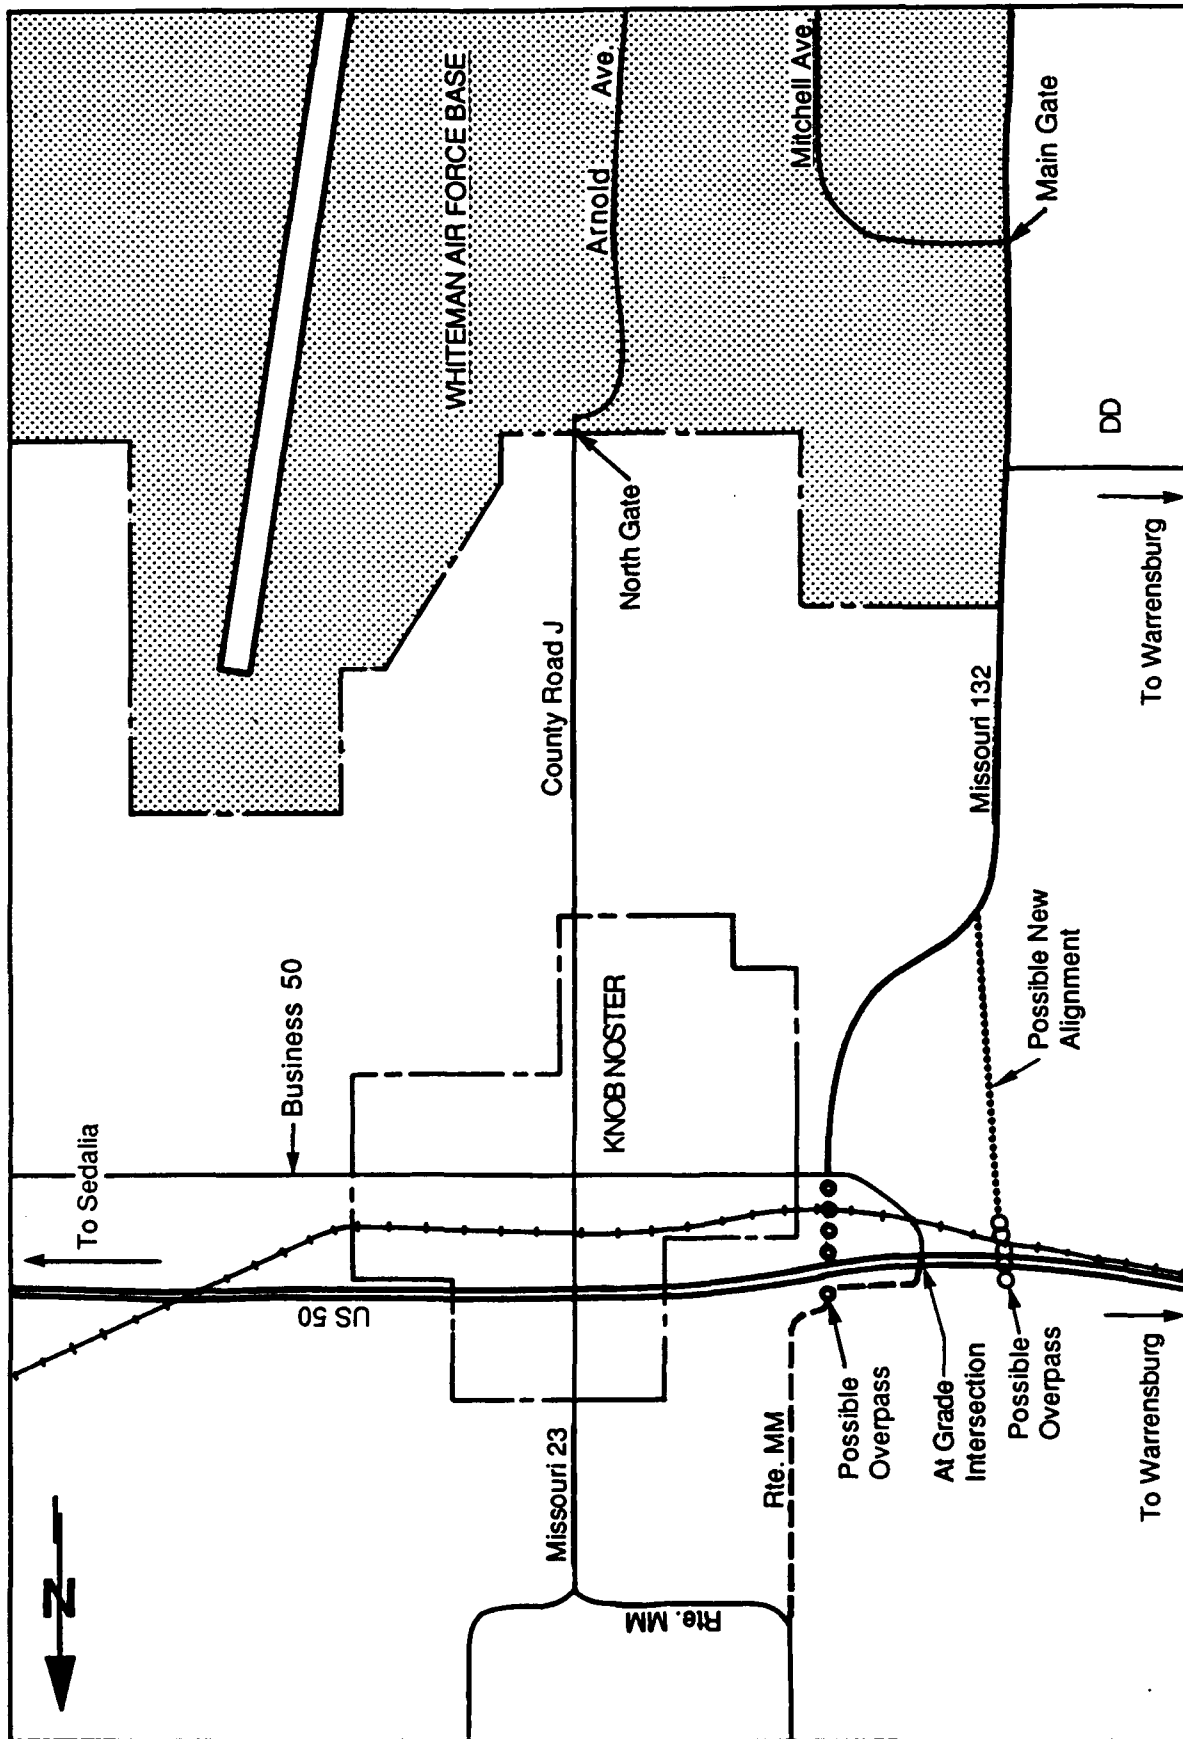 N
To Sedalia
Business 50
US 50
WHITEMAN AIR FORCE BASE
Arnold Ave
Mitchell Ave
Main Gate
North Gate
County Road J
KNOB NOSTER
Missouri 23
Rte. MM
Rte. MM
Missouri 132
DD
To Warrensburg
Possible New
Alignment
Possible
Overpass
At Grade
Intersection
Possible
Overpass
To Warrensburg